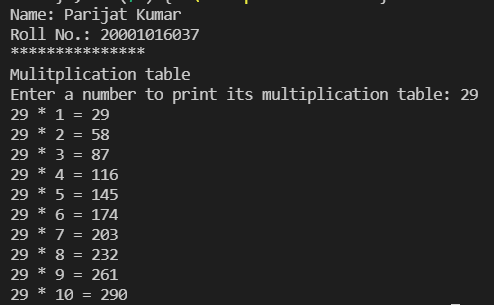 Name: Parijat Kumar
Roll No.: 20001016037
***************
Mulitplication table
Enter a number to print its multiplication table: 29
29 * 1 = 29
29 * 2 = 58
29 * 3 = 87
29 * 4 = 116
29 * 5 = 145
29 * 6 = 174
29 * 7 = 203
29 * 8 = 232
29 * 9 = 261
29 * 10 = 290